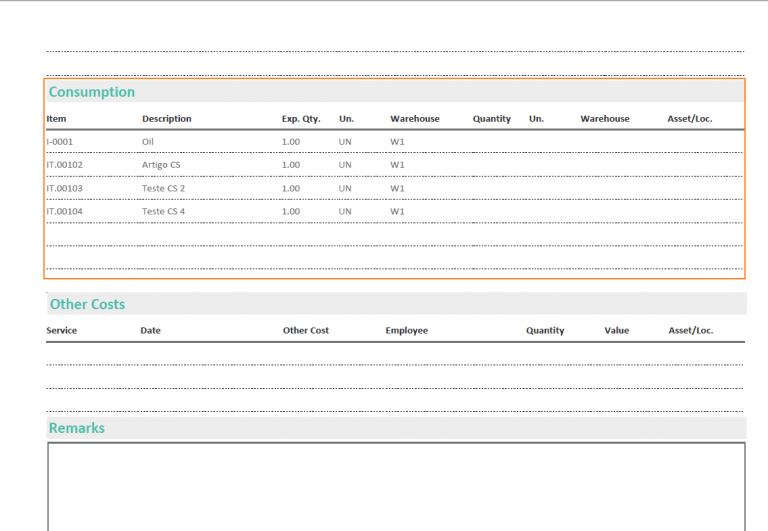 Consumption
Item Description Exp. Qty. Un. Warehouse Quantity Un. Warehouse Asset/Loc.
I-0001 Oil 1.00 UN W1
IT.00102 Artigo CS 1.00 UN W1
IT.00103 Teste CS 2 1.00 UN W1
IT.00104 Teste CS 4 1.00 UN W1
Other Costs
Service Date Other Cost Employee Quantity Value Asset/Loc.
Remarks